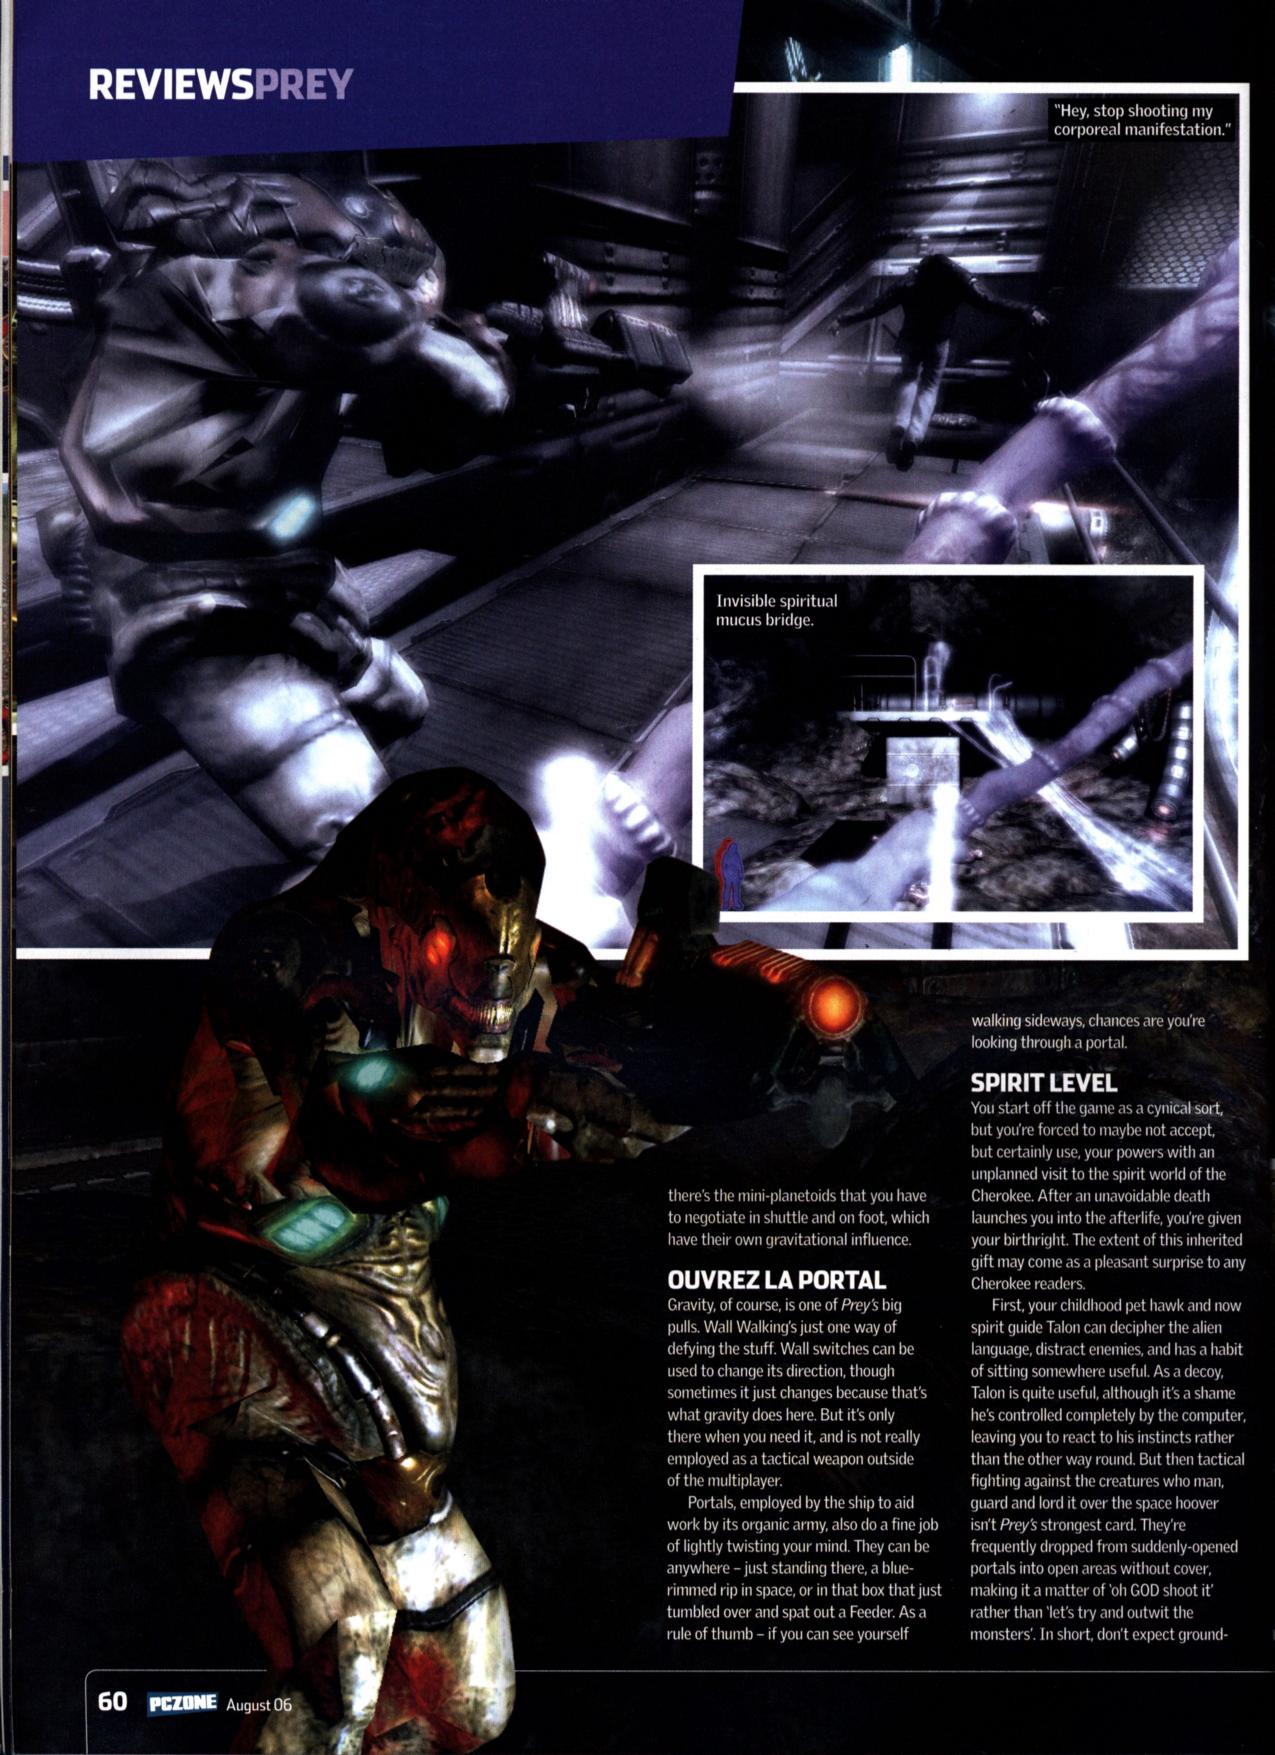 REVIEWSPREY
"Hey, stop shooting my
corporeal manifestation."
Invisible spiritual
mucus bridge.
there's the mini-planetoids that you have
to negotiate in shuttle and on foot, which
have their own gravitational influence.
OUVREZ LA PORTAL
Gravity, of course, is one of Prey's big
pulls. Wall Walking's just one way of
defying the stuff. Wall switches can be
used to change its direction, though
sometimes it just changes because that's
what gravity does here. But it's only
there when you need it, and is not really
employed as a tactical weapon outside
of the multiplayer.
Portals, employed by the ship to aid
work by its organic army, also do a fine job
of lightly twisting your mind. They can be
anywhere – just standing there, a blue-
rimmed rip in space, or in that box that just
tumbled over and spat out a Feeder. As a
rule of thumb – if you can see yourself
walking sideways, chances are you're
looking through a portal.
SPIRIT LEVEL
You start off the game as a cynical sort,
but you're forced to maybe not accept,
but certainly use, your powers with an
unplanned visit to the spirit world of the
Cherokee. After an unavoidable death
launches you into the afterlife, you're given
your birthright. The extent of this inherited
gift may come as a pleasant surprise to any
Cherokee readers.
First, your childhood pet hawk and now
spirit guide Talon can decipher the alien
language, distract enemies, and has a habit
of sitting somewhere useful. As a decoy,
Talon is quite useful, although it's a shame
he's controlled completely by the computer,
leaving you to react to his instincts rather
than the other way round. But then tactical
fighting against the creatures who man,
guard and lord it over the space hoover
isn't Prey's strongest card. They're
frequently dropped from suddenly-opened
portals into open areas without cover,
making it a matter of 'oh GOD shoot it'
rather than 'let's try and outwit the
monsters'. In short, don't expect ground-
60 PCZONE August 06